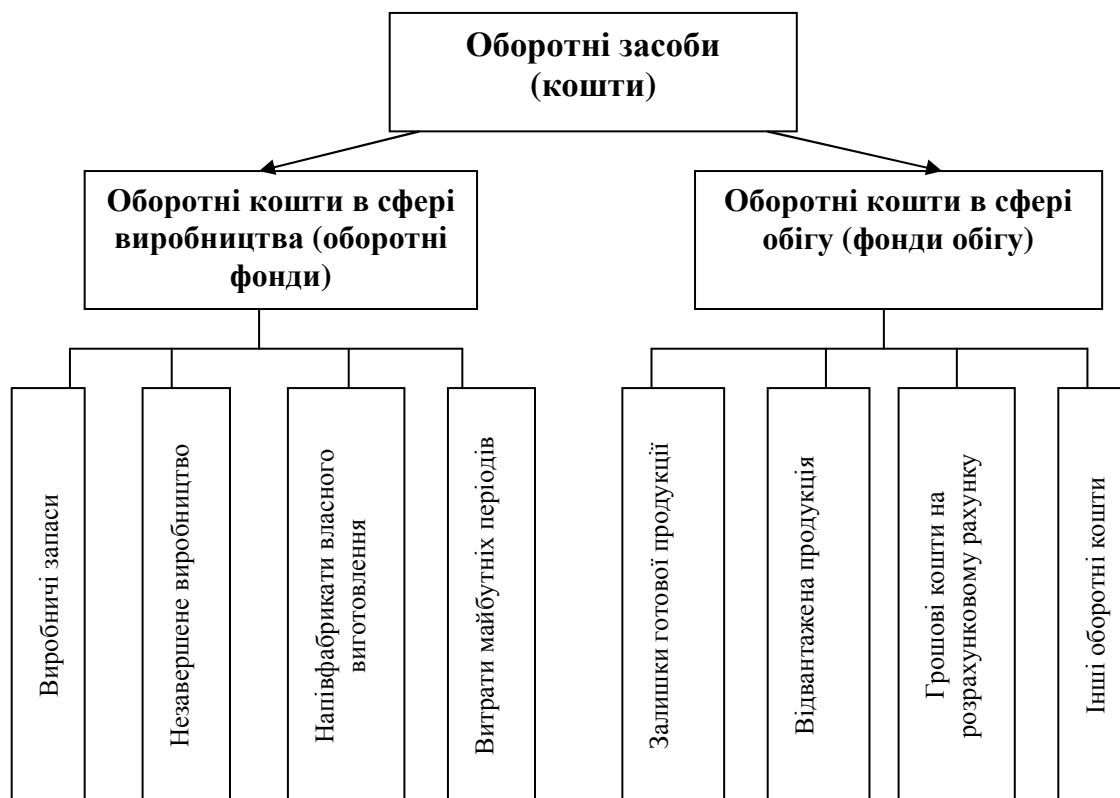 Оборотні засоби
(кошти)
Оборотні кошти в сфері
виробництва (оборотні
фонди)
Оборотні кошти в сфері
обігу (фонди обігу)
Виробничі запаси
Незавершене виробництво
Напівфабрикати власного
виготовлення
Витрати майбутніх періодів
Залишки готової продукції
Відвантажена продукція
Грошові кошти на
розрахунковому рахунку
Інші оборотні кошти